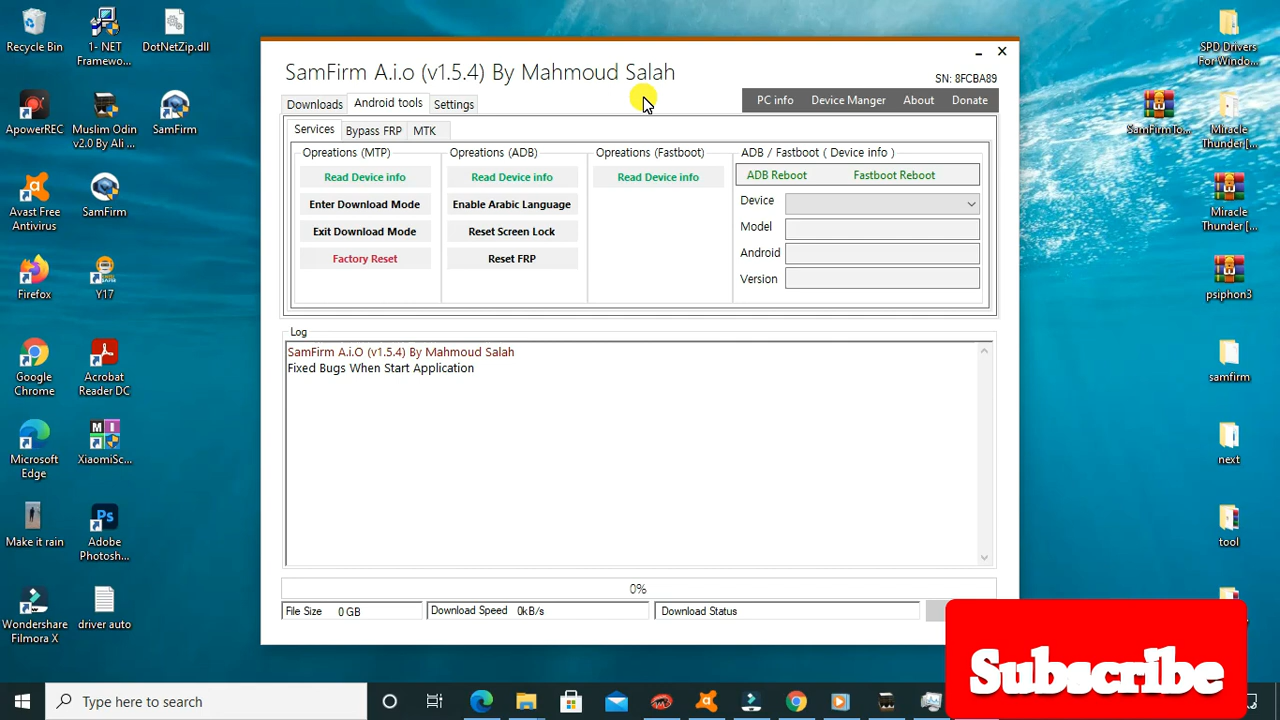 Recycle Bin
1- NET
Framewo...
DotNetZip.dll
ApowerREC
Muslim Odin
v2.0 By Ali ...
SamFirm
Avast Free
Antivirus
SamFirm
Firefox
Y17
Google
Chrome
Acrobat
Reader DC
Microsoft
Edge
XiaomiSc...
Make it rain
Adobe
Photosh...
Wondershare
Filmora X
driver auto
SamFirm A.i.o (v1.5.4) By Mahmoud Salah
SN: 8FCBA89
Downloads
Android tools
Settings
PC info
Device Manger
About
Donate
Services
Bypass FRP
MTK
Opreations (MTP)
Read Device info
Enter Download Mode
Exit Download Mode
Factory Reset
Opreations (ADB)
Read Device info
Enable Arabic Language
Reset Screen Lock
Reset FRP
Opreations (Fastboot)
Read Device info
ADB / Fastboot ( Device info )
ADB Reboot
Fastboot Reboot
Device
Model
Android
Version
Log
SamFirm A.i.O (v1.5.4) By Mahmoud Salah
Fixed Bugs When Start Application
0%
File Size 0 GB
Download Speed 0kB/s
Download Status
SPD Drivers
For Windo...
SamFirmTo...
Miracle
Thunder [...
Miracle
Thunder [...
psiphon3
samfirm
next
tool
Subscribe
Type here to search